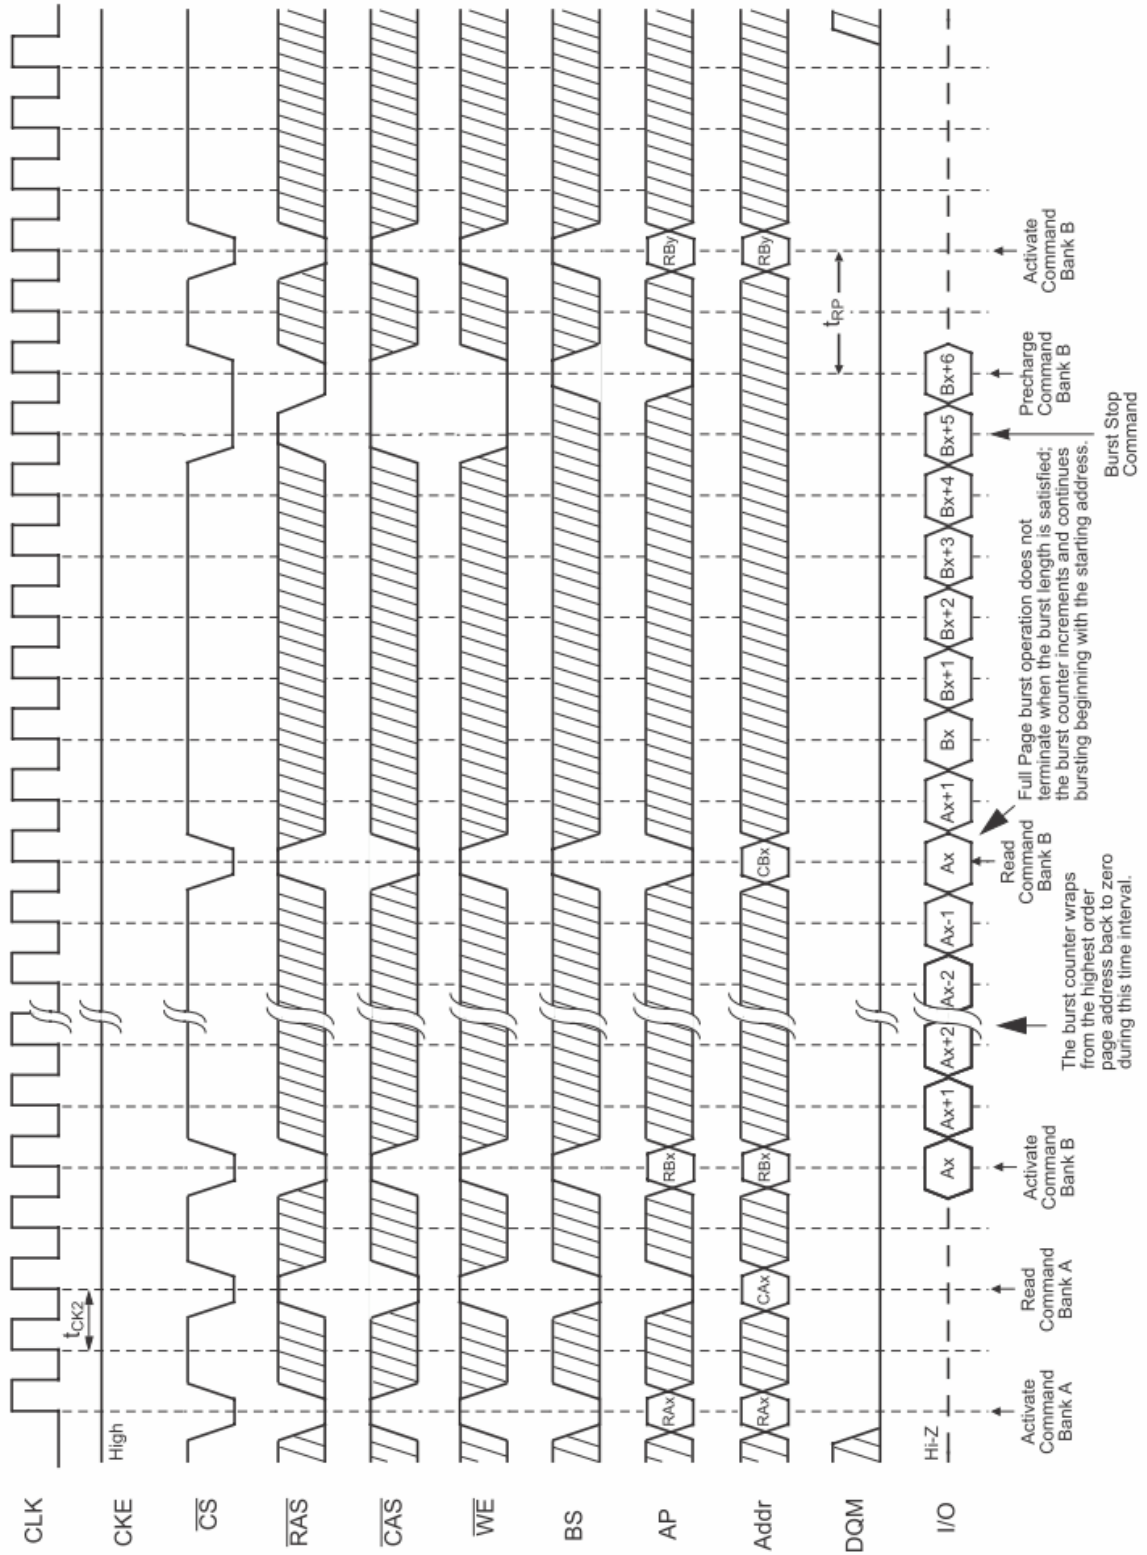 CLK
tCK2
CKE
High
CS
RAS
CAS
WE
BS
AP
RAx
RBx
RBy
Addr
RAx
CAx
RBx
CBx
RBy
tRP
DQM
I/O
Hi-Z
Ax
Ax+1
Ax+2
Ax-2
Ax-1
Ax
Ax+1
Bx
Bx+1
Bx+2
Bx+3
Bx+4
Bx+5
Bx+6
Activate
Command
Bank A
Read
Command
Bank A
Activate
Command
Bank B
The burst counter wraps
from the highest order
page address back to zero
during this time interval.
Read
Command
Bank B
Full Page burst operation does not
terminate when the burst length is satisfied;
the burst counter increments and continues
bursting beginning with the starting address.
Burst Stop
Command
Precharge
Command
Bank B
Activate
Command
Bank B